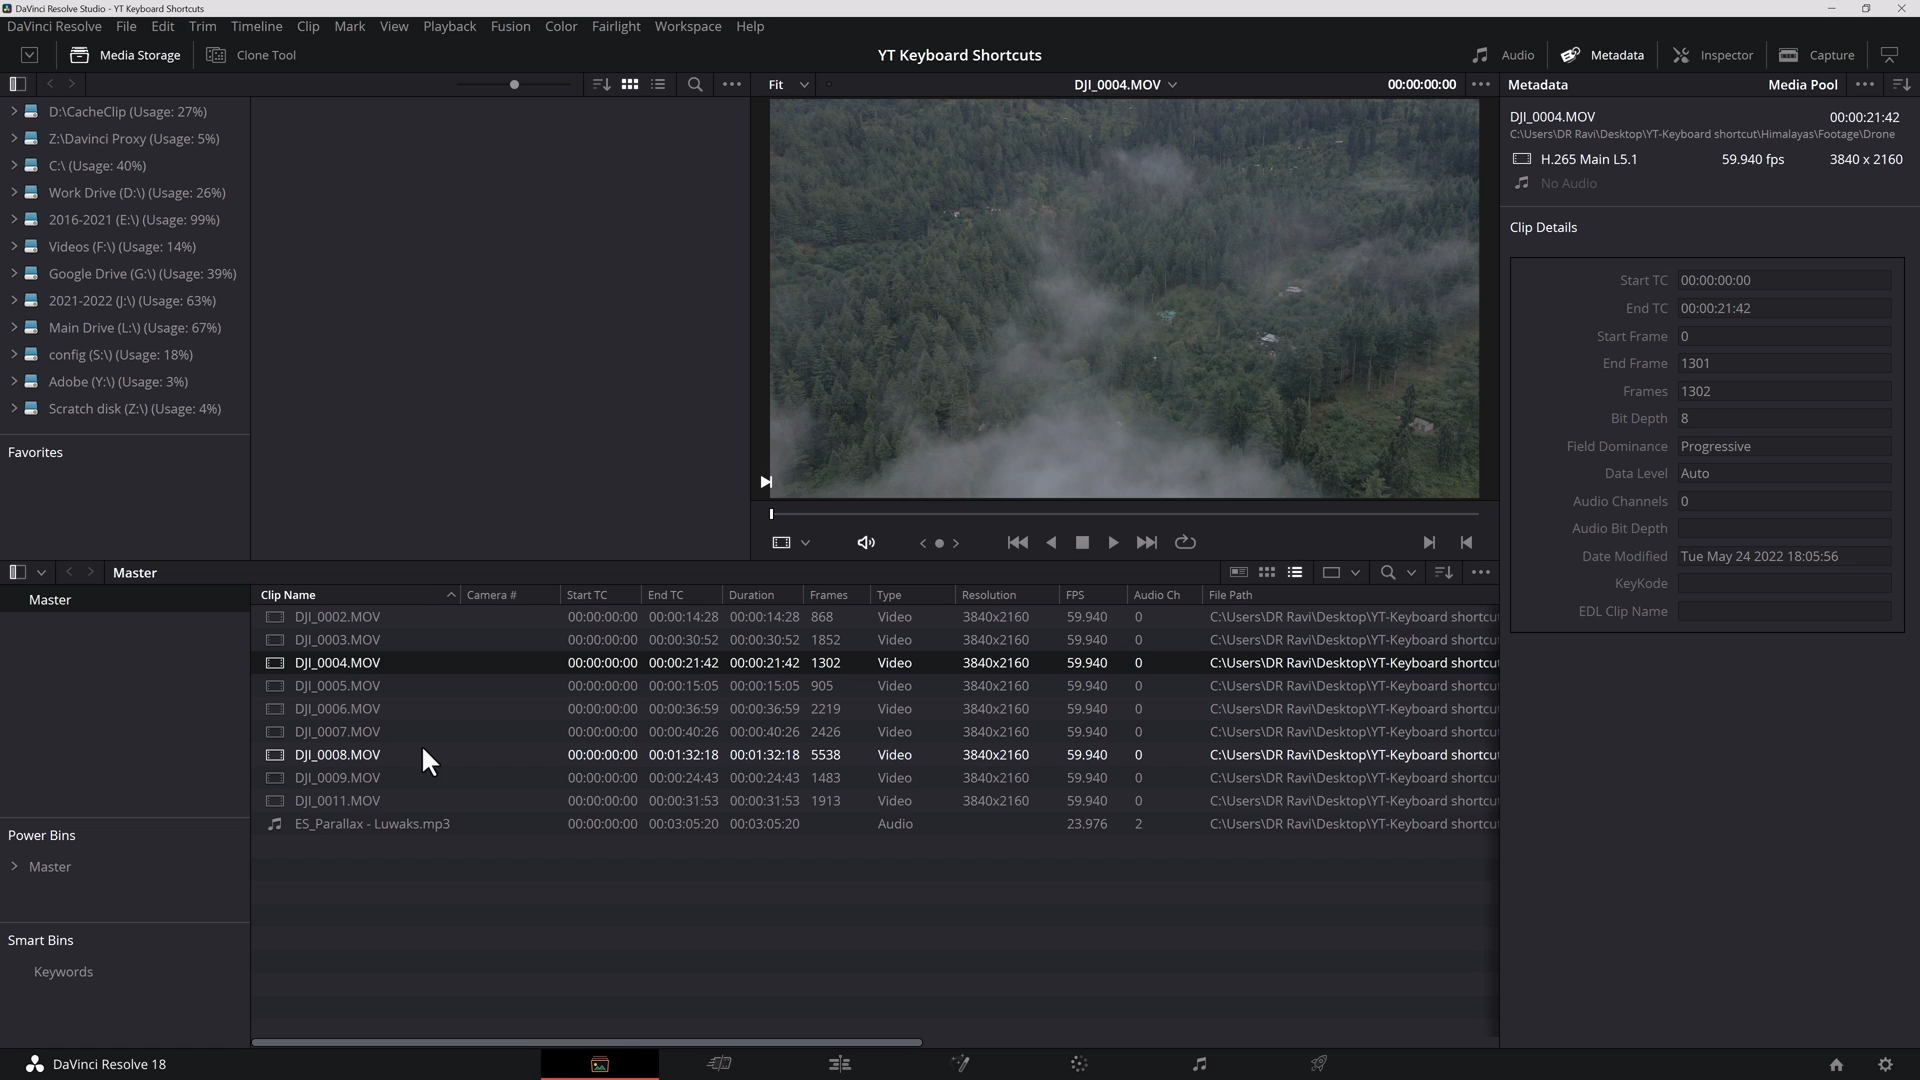 DaVinci Resolve Studio - YT Keyboard Shortcuts
DaVinci Resolve File Edit Trim Timeline Clip Mark View Playback Fusion Color Fairlight Workspace Help
Media Storage Clone Tool YT Keyboard Shortcuts Audio Metadata Inspector Capture
Fit DJI_0004.MOV 00:00:00:00 Metadata Media Pool
D:\CacheClip (Usage: 27%)
Z:\Davinci Proxy (Usage: 5%)
C:\ (Usage: 40%)
Work Drive (D:\) (Usage: 26%)
2016-2021 (E:\) (Usage: 99%)
Videos (F:\) (Usage: 14%)
Google Drive (G:\) (Usage: 39%)
2021-2022 (J:\) (Usage: 63%)
Main Drive (L:\) (Usage: 67%)
config (S:\) (Usage: 18%)
Adobe (Y:\) (Usage: 3%)
Scratch disk (Z:\) (Usage: 4%)
Favorites
DJI_0004.MOV 00:00:21:42
C:\Users\DR Ravi\Desktop\YT-Keyboard shortcut\Himalayas\Footage\Drone
H.265 Main L5.1 59.940 fps 3840 x 2160
No Audio
Clip Details
Start TC 00:00:00:00
End TC 00:00:21:42
Start Frame 0
End Frame 1301
Frames 1302
Bit Depth 8
Field Dominance Progressive
Data Level Auto
Audio Channels 0
Audio Bit Depth
Date Modified Tue May 24 2022 18:05:56
KeyKode
EDL Clip Name
Master
Master
Clip Name Camera # Start TC End TC Duration Frames Type Resolution FPS Audio Ch File Path
DJI_0002.MOV 00:00:00:00 00:00:14:28 00:00:14:28 868 Video 3840x2160 59.940 0 C:\Users\DR Ravi\Desktop\YT-Keyboard shortcu
DJI_0003.MOV 00:00:00:00 00:00:30:52 00:00:30:52 1852 Video 3840x2160 59.940 0 C:\Users\DR Ravi\Desktop\YT-Keyboard shortcu
DJI_0004.MOV 00:00:00:00 00:00:21:42 00:00:21:42 1302 Video 3840x2160 59.940 0 C:\Users\DR Ravi\Desktop\YT-Keyboard shortcu
DJI_0005.MOV 00:00:00:00 00:00:15:05 00:00:15:05 905 Video 3840x2160 59.940 0 C:\Users\DR Ravi\Desktop\YT-Keyboard shortcu
DJI_0006.MOV 00:00:00:00 00:00:36:59 00:00:36:59 2219 Video 3840x2160 59.940 0 C:\Users\DR Ravi\Desktop\YT-Keyboard shortcu
DJI_0007.MOV 00:00:00:00 00:00:40:26 00:00:40:26 2426 Video 3840x2160 59.940 0 C:\Users\DR Ravi\Desktop\YT-Keyboard shortcu
DJI_0008.MOV 00:00:00:00 00:01:32:18 00:01:32:18 5538 Video 3840x2160 59.940 0 C:\Users\DR Ravi\Desktop\YT-Keyboard shortcu
DJI_0009.MOV 00:00:00:00 00:00:24:43 00:00:24:43 1483 Video 3840x2160 59.940 0 C:\Users\DR Ravi\Desktop\YT-Keyboard shortcu
DJI_0011.MOV 00:00:00:00 00:00:31:53 00:00:31:53 1913 Video 3840x2160 59.940 0 C:\Users\DR Ravi\Desktop\YT-Keyboard shortcu
ES_Parallax - Luwaks.mp3 00:00:00:00 00:03:05:20 00:03:05:20 Audio 23.976 2 C:\Users\DR Ravi\Desktop\YT-Keyboard shortcu
Power Bins
Master
Smart Bins
Keywords
DaVinci Resolve 18